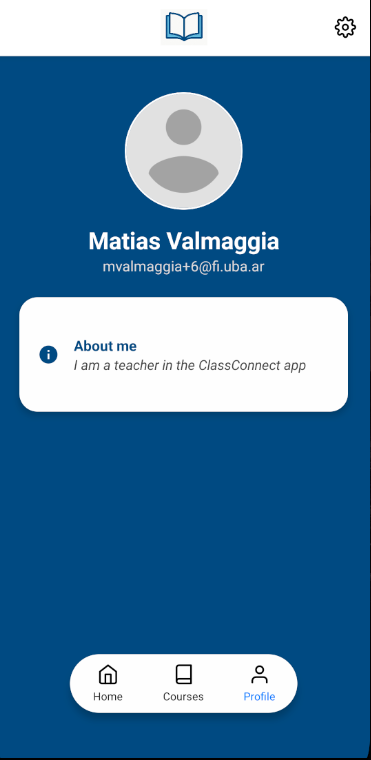 Matias Valmaggia
mvalmaggia+6@fi.uba.ar
About me
I am a teacher in the ClassConnect app
Home
Courses
Profile